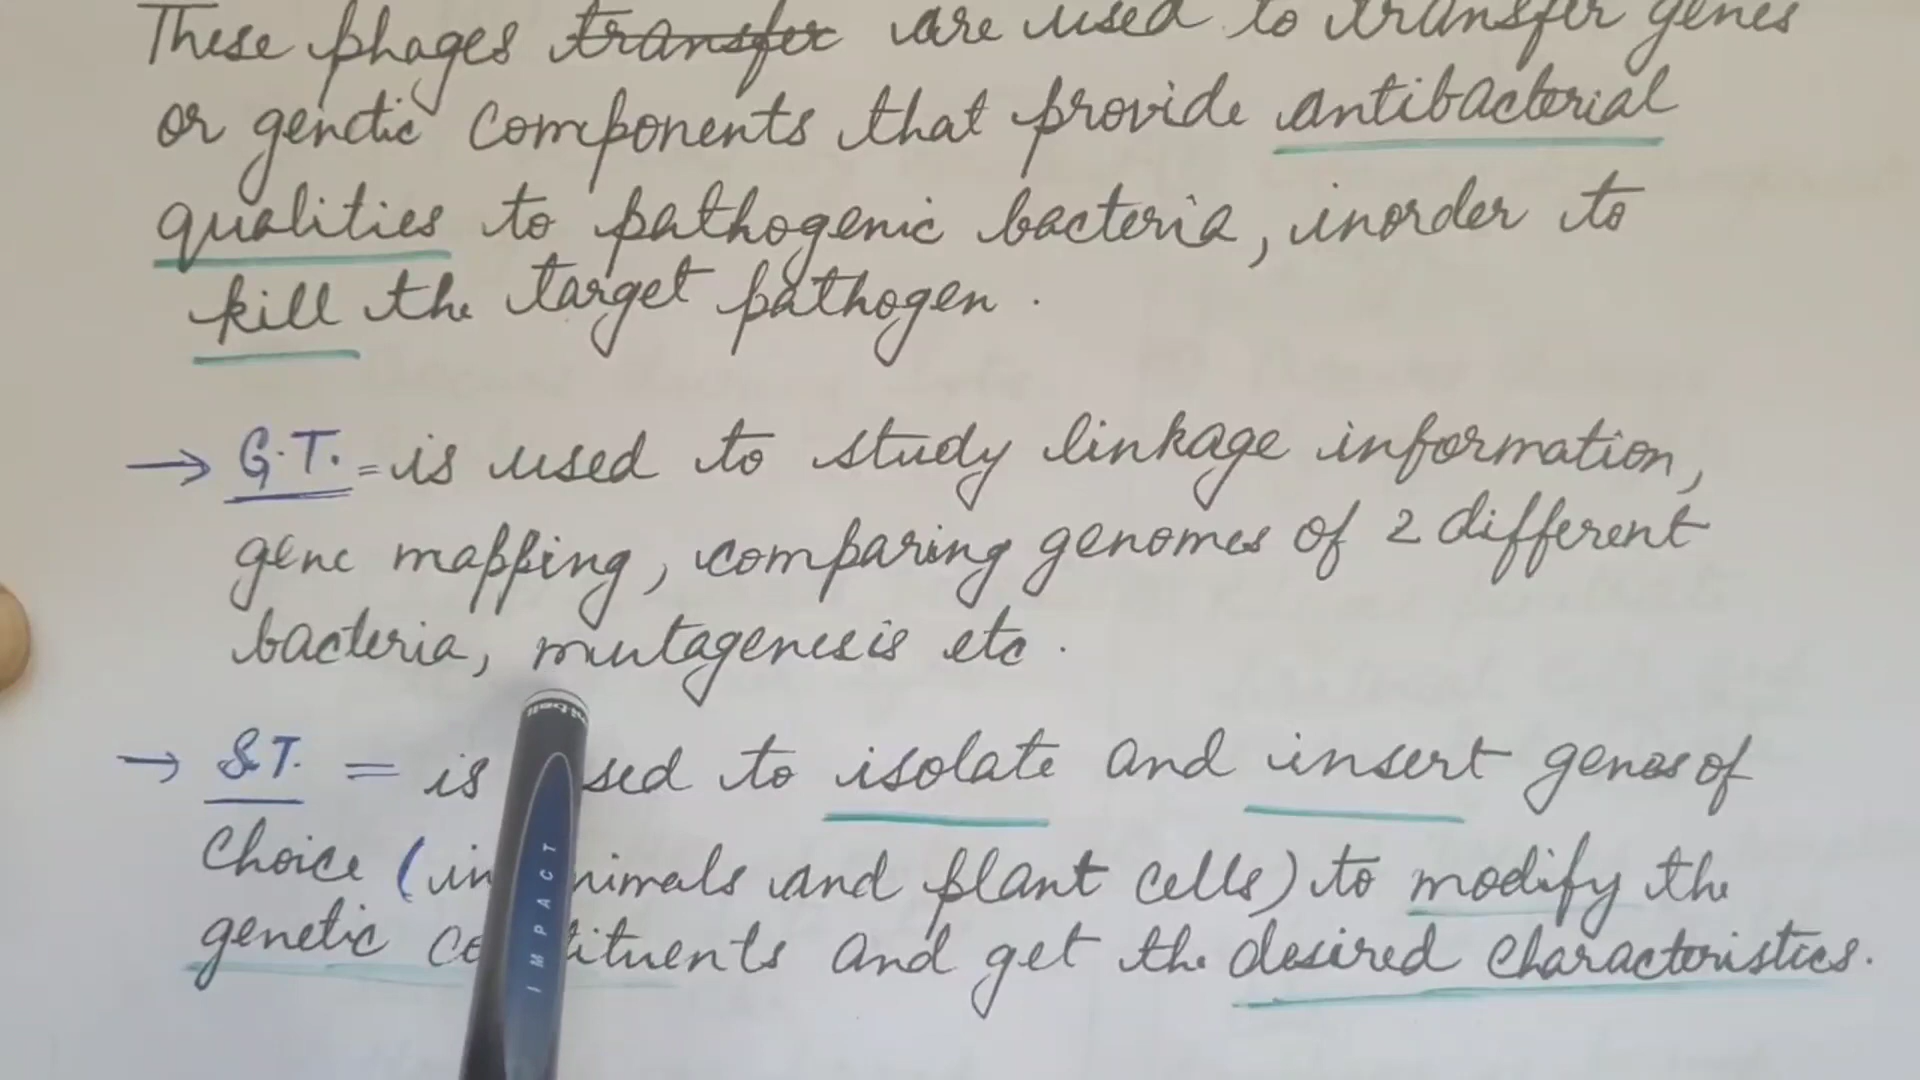 These phages transfer are used to transfer genes
or genetic components that provide antibacterial
qualities to pathogenic bacteria, inorder to
kill the target pathogen.
→ G.T. = is used to study linkage information,
gene mapping, comparing genomes of 2 different
bacteria, mutagenesis etc.
→ S.T. = is sed to isolate and insert genes of
choice (in nimals and plant cells) to modify the
genetic co tituents and get the desired characteristics.
IMPACT